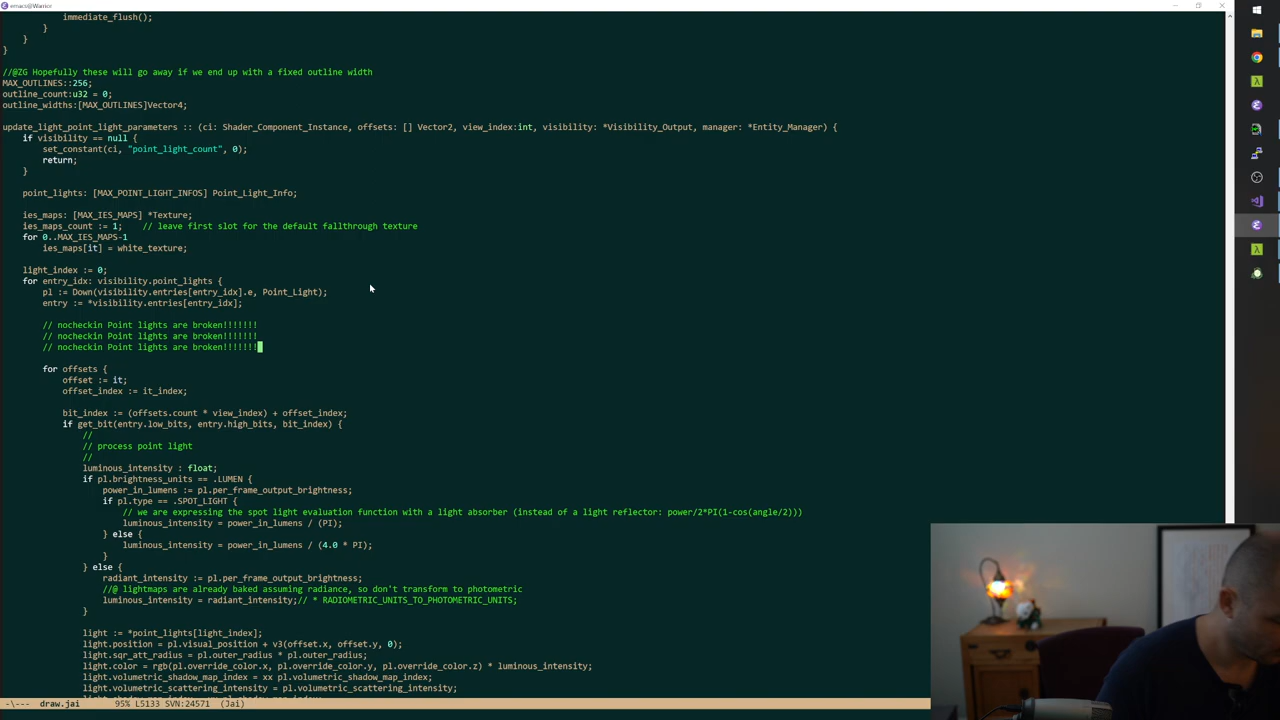 emacs@Warrior
immediate_flush();
}
}
}
//@ZG Hopefully these will go away if we end up with a fixed outline width
MAX_OUTLINES::256;
outline_count:u32 = 0;
outline_widths:[MAX_OUTLINES]Vector4;
update_light_point_light_parameters :: (ci: Shader_Component_Instance, offsets: [] Vector2, view_index:int, visibility: *Visibility_Output, manager: *Entity_Manager) {
if visibility == null {
set_constant(ci, "point_light_count", 0);
return;
}
point_lights: [MAX_POINT_LIGHT_INFOS] Point_Light_Info;
ies_maps: [MAX_IES_MAPS] *Texture;
ies_maps_count := 1;    // leave first slot for the default fallthrough texture
for 0..MAX_IES_MAPS-1
ies_maps[it] = white_texture;
light_index := 0;
for entry_idx: visibility.point_lights {
pl := Down(visibility.entries[entry_idx].e, Point_Light);
entry := *visibility.entries[entry_idx];
// nocheckin Point lights are broken!!!!!!!
// nocheckin Point lights are broken!!!!!!!
// nocheckin Point lights are broken!!!!!!!
for offsets {
offset := it;
offset_index := it_index;
bit_index := (offsets.count * view_index) + offset_index;
if get_bit(entry.low_bits, entry.high_bits, bit_index) {
//
// process point light
//
luminous_intensity : float;
if pl.brightness_units == .LUMEN {
power_in_lumens := pl.per_frame_output_brightness;
if pl.type == .SPOT_LIGHT {
// we are expressing the spot light evaluation function with a light absorber (instead of a light reflector: power/2*PI(1-cos(angle/2)))
luminous_intensity = power_in_lumens / (PI);
} else {
luminous_intensity = power_in_lumens / (4.0 * PI);
}
} else {
radiant_intensity := pl.per_frame_output_brightness;
//@ lightmaps are already baked assuming radiance, so don't transform to photometric
luminous_intensity = radiant_intensity;// * RADIOMETRIC_UNITS_TO_PHOTOMETRIC_UNITS;
}
light := *point_lights[light_index];
light.position = pl.visual_position + v3(offset.x, offset.y, 0);
light.sqr_att_radius = pl.outer_radius * pl.outer_radius;
light.color = rgb(pl.override_color.x, pl.override_color.y, pl.override_color.z) * luminous_intensity;
light.volumetric_shadow_map_index = xx pl.volumetric_shadow_map_index;
light.volumetric_scattering_intensity = pl.volumetric_scattering_intensity;
-\--- draw.jai 95% L5133 SVN:24571 (Jai)